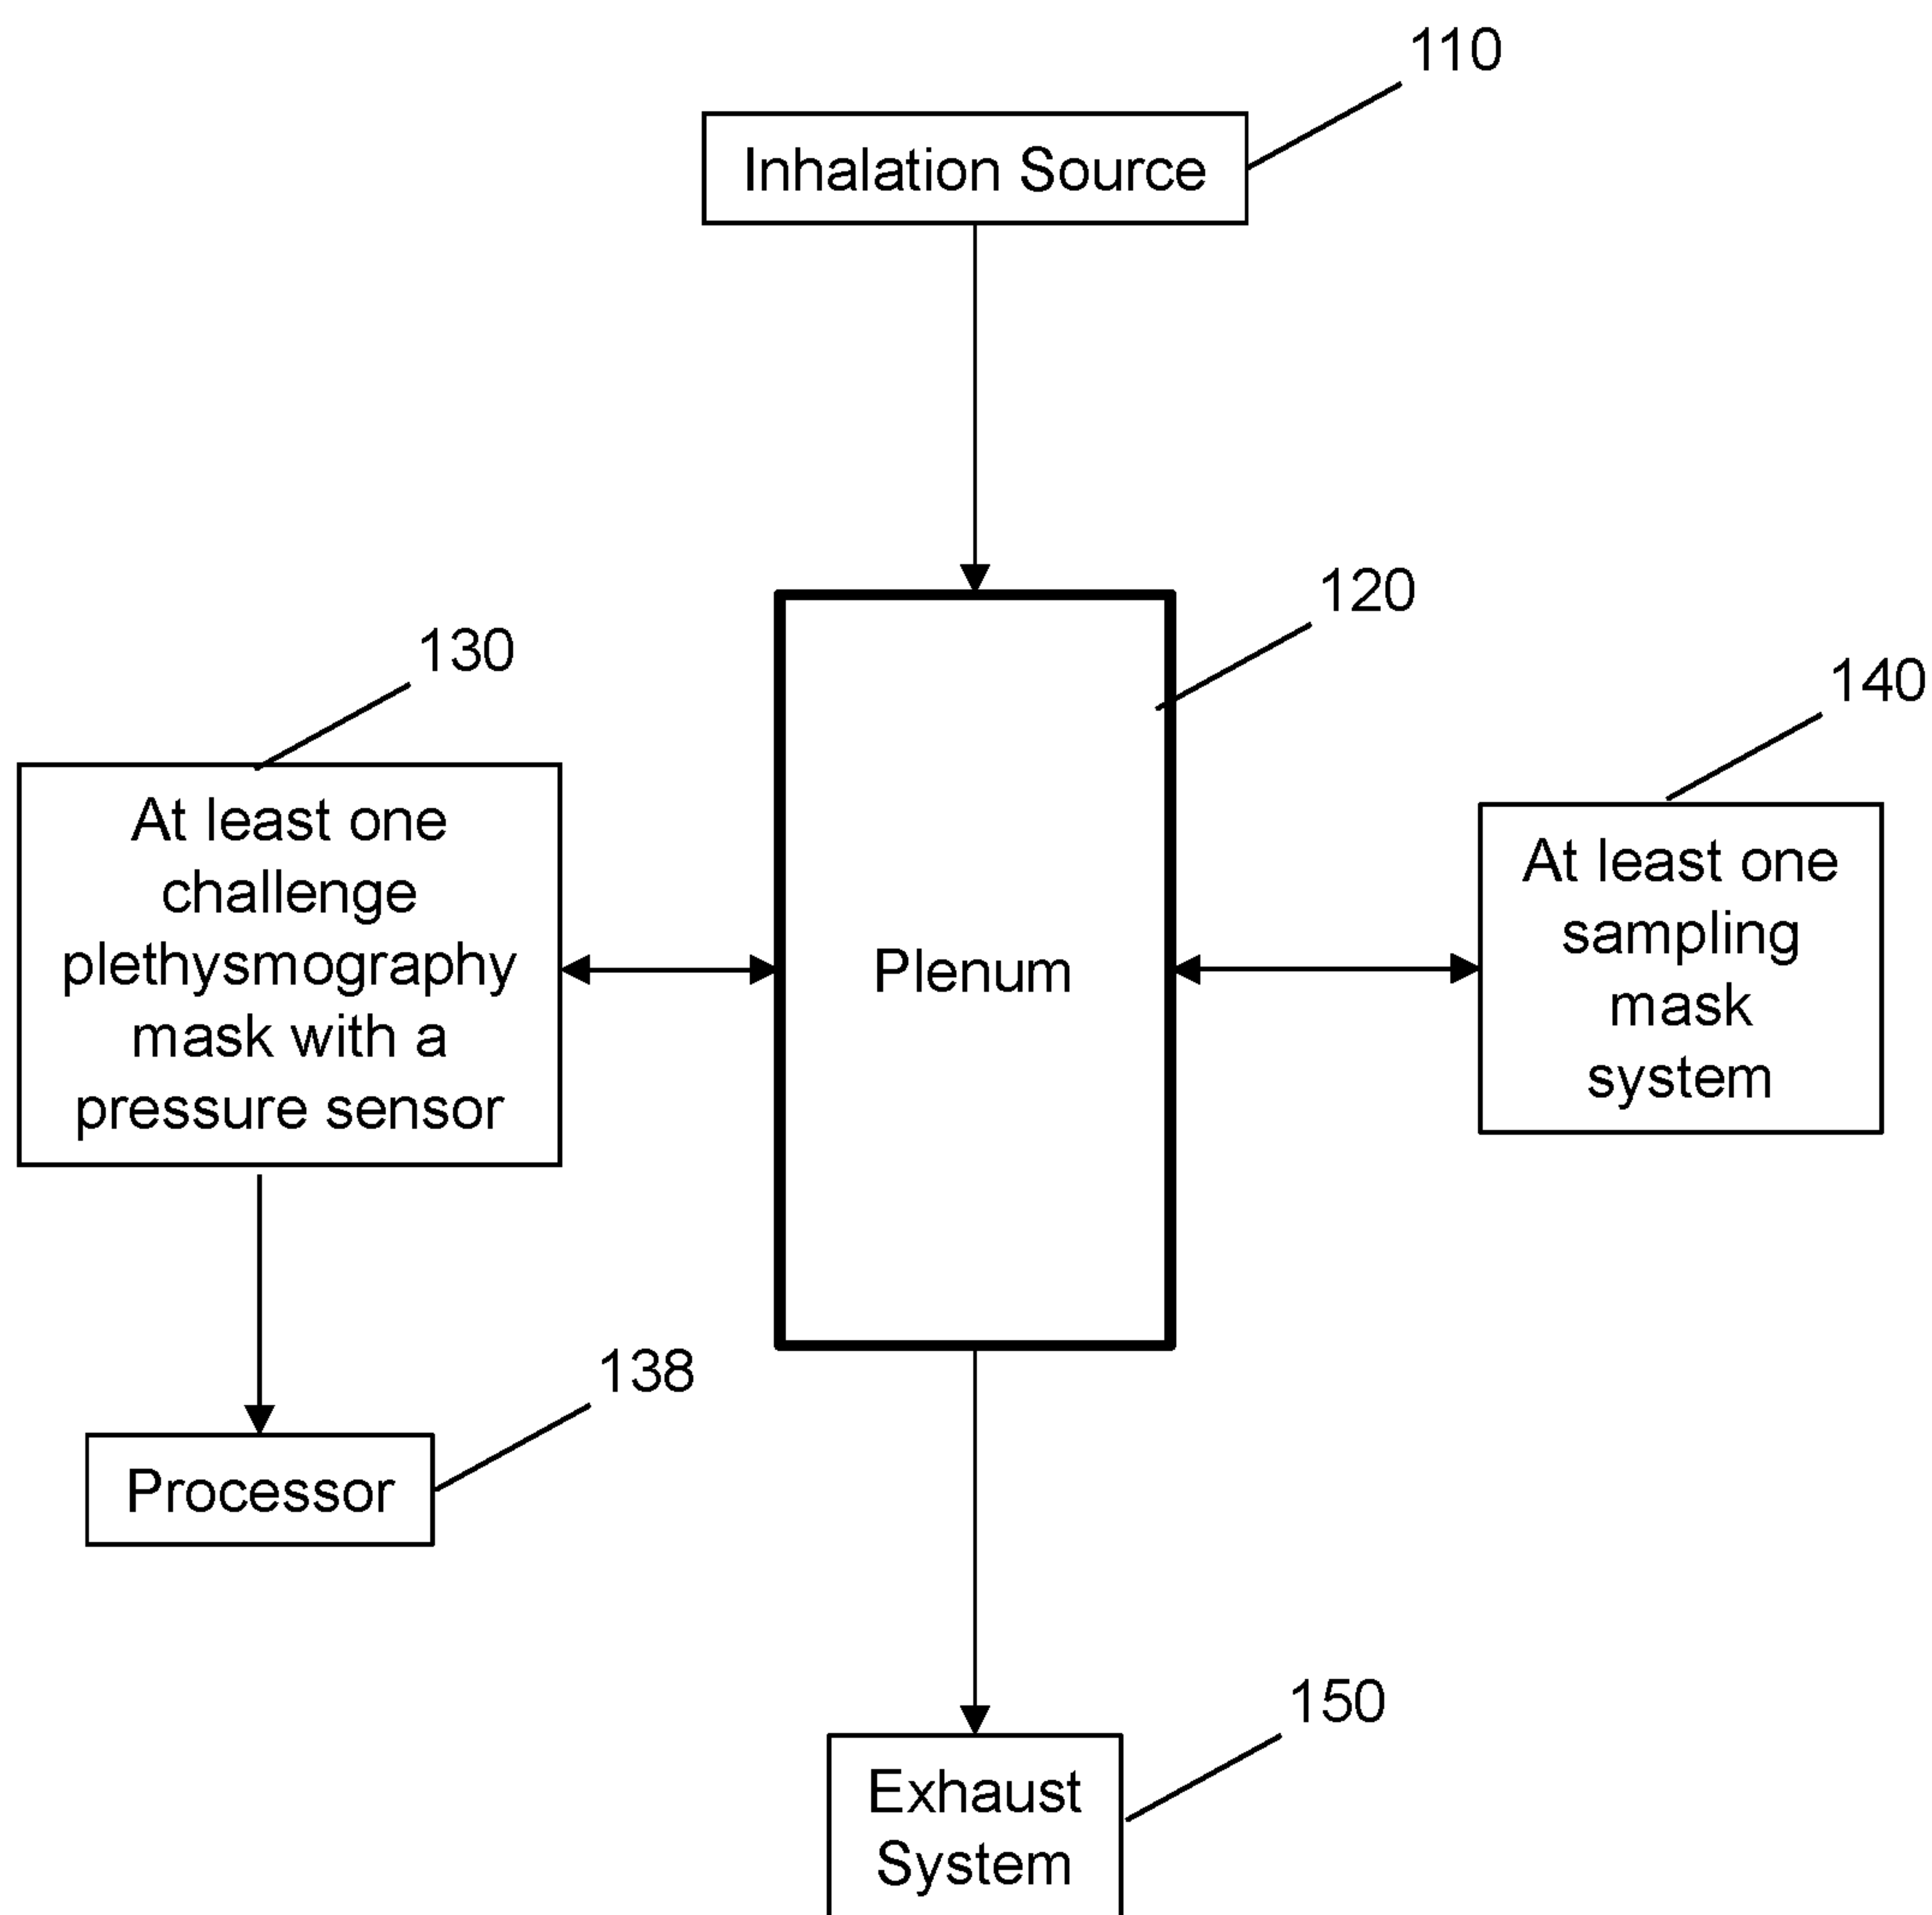 110
Inhalation Source
120
130
140
At least one
challenge
plethysmography
mask with a
pressure sensor
Plenum
At least one
sampling
mask
system
138
Processor
150
Exhaust
System